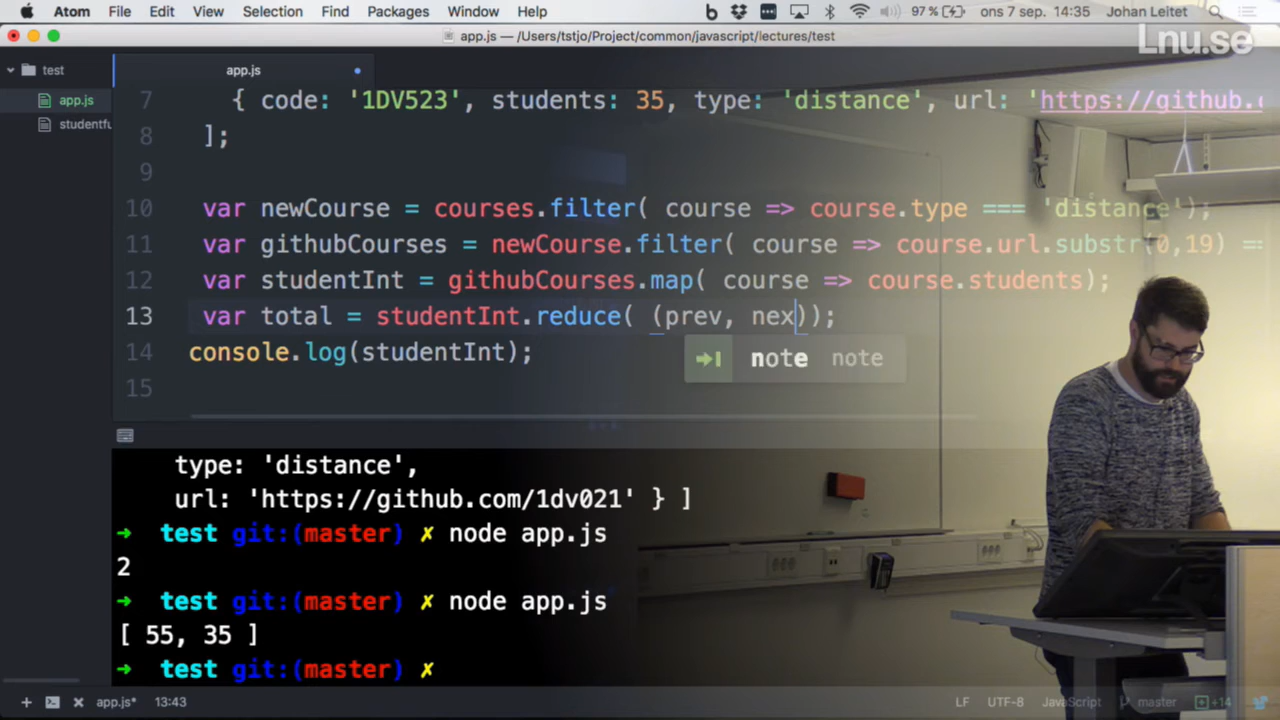 Atom File Edit View Selection Find Packages Window Help 97 % ons 7 sep. 14:35 Johan Leitet
app.js — /Users/tstjo/Project/common/javascript/lectures/test
Lnu.se
test
app.js
studentfu
app.js
7 { code: '1DV523', students: 35, type: 'distance', url: 'https://github.c
8 ];
9
10 var newCourse = courses.filter( course => course.type === 'distance');
11 var githubCourses = newCourse.filter( course => course.url.substr(0,19) ==
12 var studentInt = githubCourses.map( course => course.students);
13 var total = studentInt.reduce( (prev, nex));
14 console.log(studentInt);
note note
15
type: 'distance',
url: 'https://github.com/1dv021' } ]
➜ test git:(master) ✗ node app.js
2
➜ test git:(master) ✗ node app.js
[ 55, 35 ]
➜ test git:(master) ✗
app.js* 13:43 LF UTF-8 JavaScript master +14